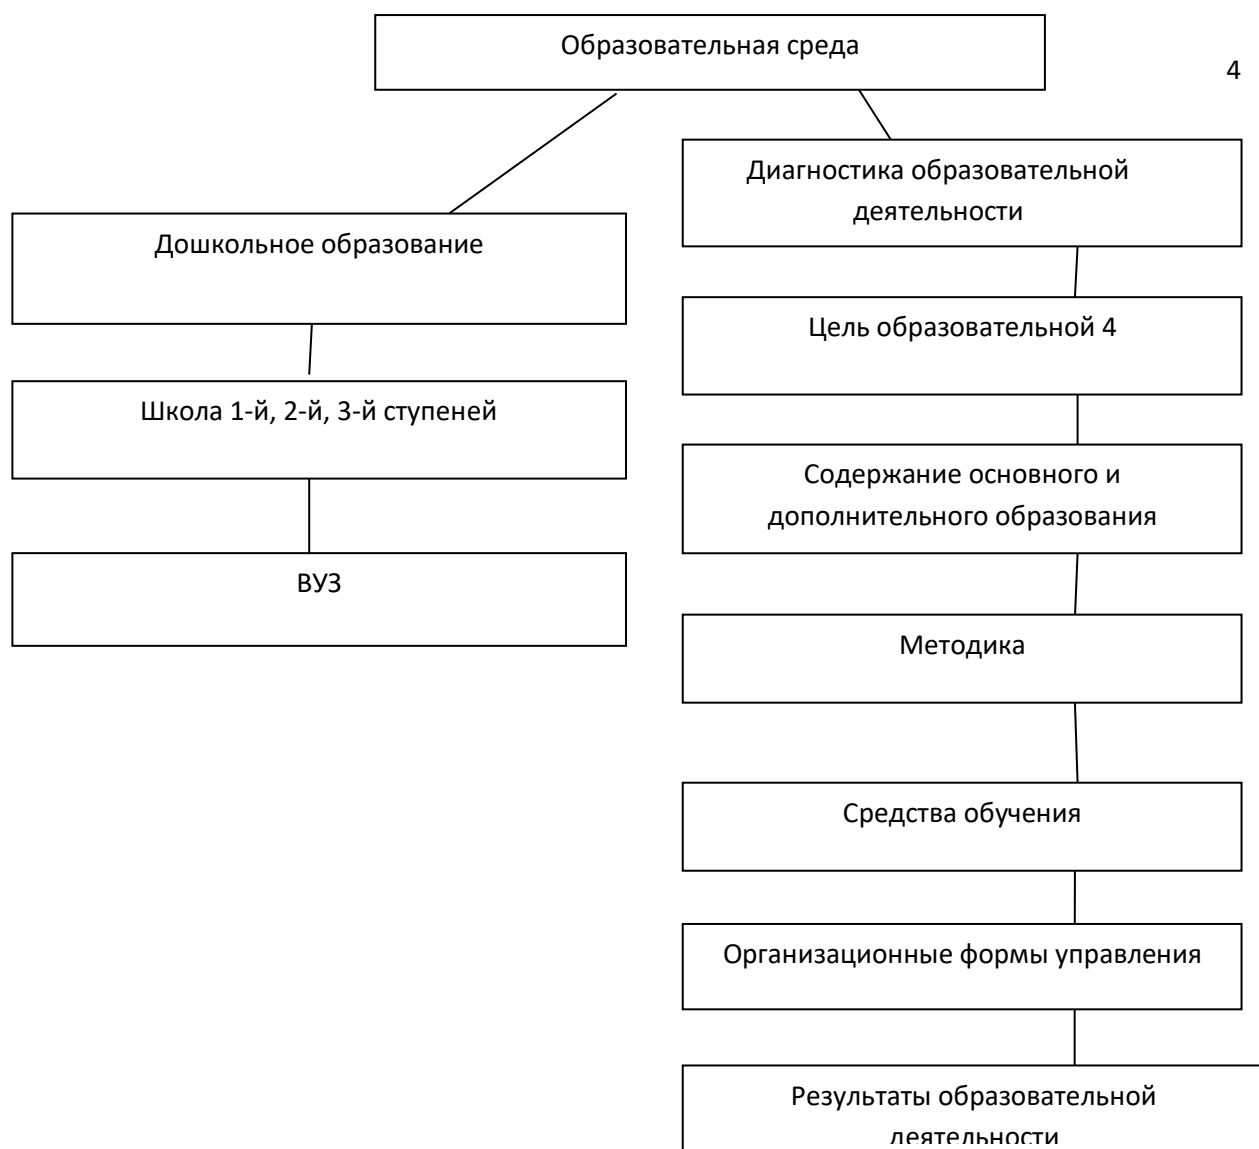 Образовательная среда
4
Диагностика образовательной
деятельности
Дошкольное образование
Цель образовательной 4
Школа 1-й, 2-й, 3-й ступеней
Содержание основного и
дополнительного образования
ВУЗ
Методика
Средства обучения
Организационные формы управления
Результаты образовательной
деятельности